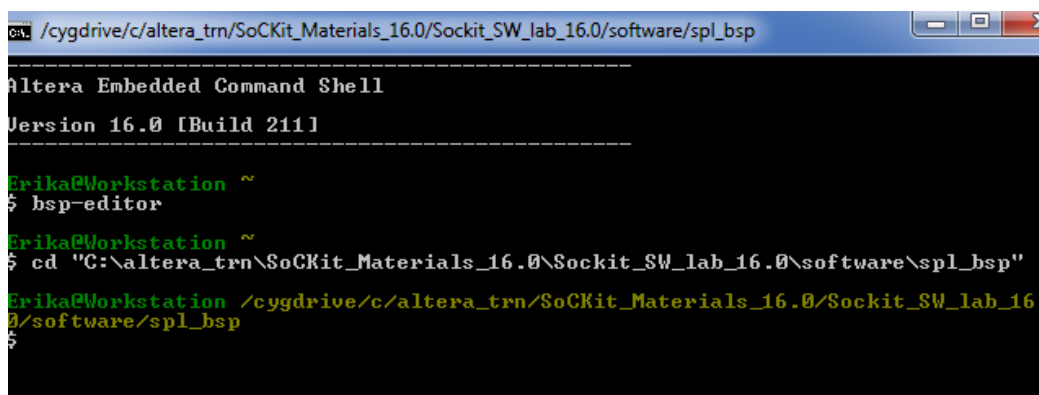 /cygdrive/c/altera_trn/SoCKit_Materials_16.0/Sockit_SW_lab_16.0/software/spl_bsp
------------------------------------------------
Altera Embedded Command Shell
Version 16.0 [Build 211]
------------------------------------------------
Erika@Workstation ~
$ bsp-editor
Erika@Workstation ~
$ cd "C:\altera_trn\SoCKit_Materials_16.0\Sockit_SW_lab_16.0\software\spl_bsp"
Erika@Workstation /cygdrive/c/altera_trn/SoCKit_Materials_16.0/Sockit_SW_lab_16
0/software/spl_bsp
$